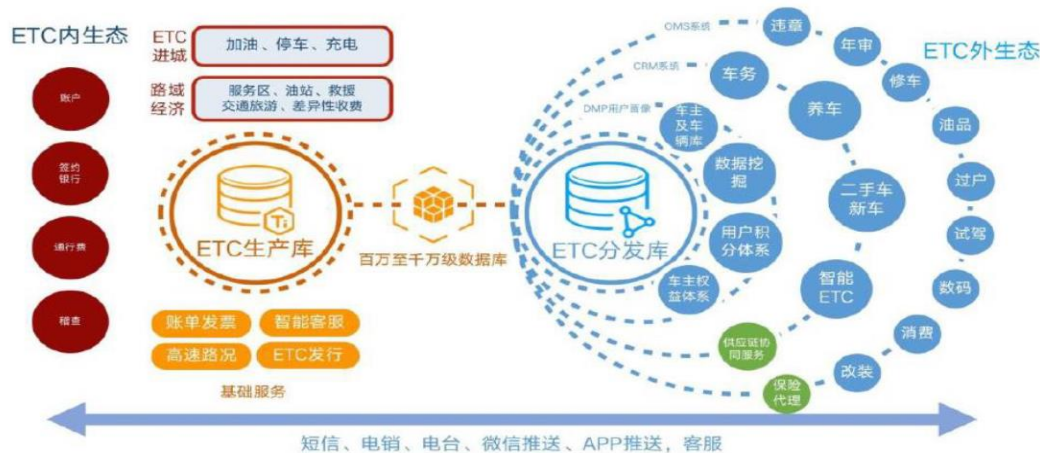 ETC内生态
账户
签约
银行
通行费
稽查
ETC
进城
加油、停车、充电
路域
经济
服务区、油站、救援
交通旅游、差异性收费
Ti
ETC生产库
账单发票
智能客服
高速路况
ETC发行
基础服务
百万至千万级数据库
ETC分发库
OMS系统
CRM系统
DMP用户画像
车主
及车
辆库
数据挖
掘
用户积
分体系
车主权
益体系
车务
养车
二手车
新车
智能
ETC
供应链协
同服务
违章
年审
修车
油品
过户
试驾
数码
消费
改装
保险
代理
ETC外生态
短信、电销、电台、微信推送、APP推送，客服